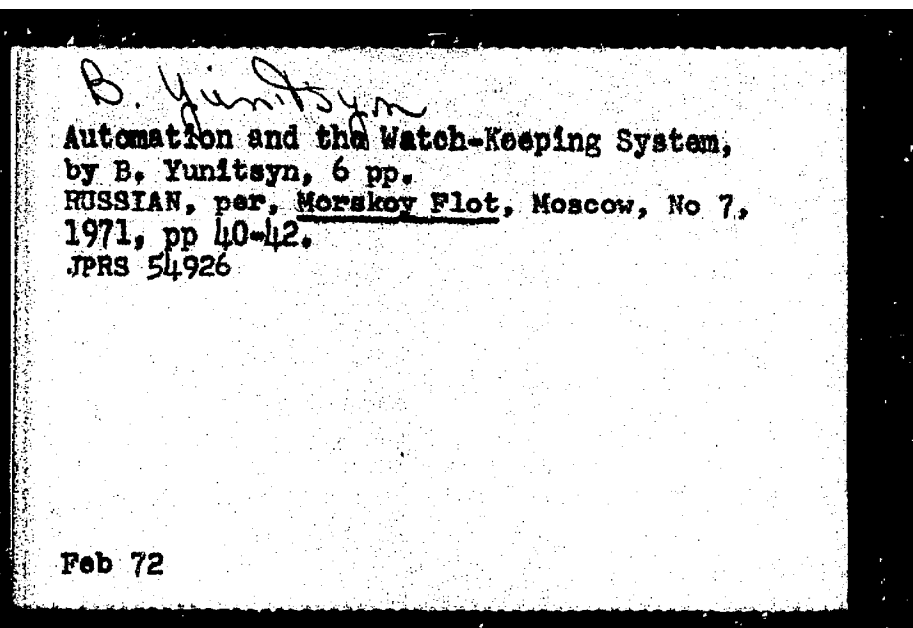 B. Yunitsyn
Automation and the Watch-Keeping System,
by B. Yunitsyn, 6 pp.
RUSSIAN, per, Morskoy Flot, Moscow, No 7,
1971, pp 40-42.
JPRS 54926
Feb 72